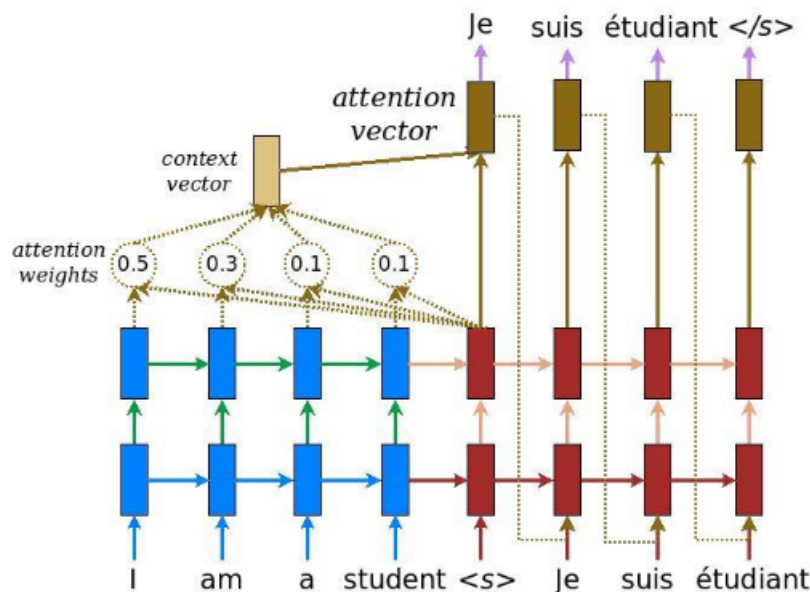 Je suis étudiant </s>
attention
vector
context
vector
attention
weights
0.5 0.3 0.1 0.1
I am a student <s> Je suis étudiant